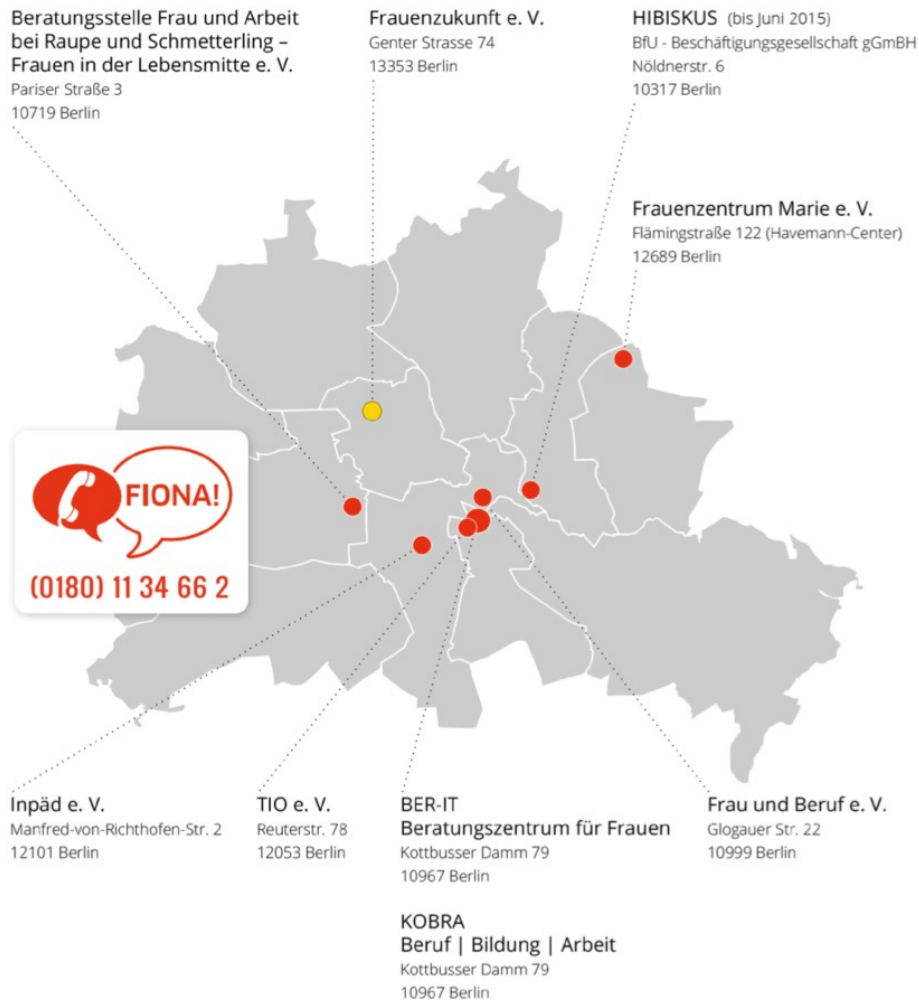 Beratungsstelle Frau und Arbeit
bei Raupe und Schmetterling –
Frauen in der Lebensmitte e. V.
Pariser Straße 3
10719 Berlin
Frauenzukunft e. V.
Genter Strasse 74
13353 Berlin
HIBISKUS (bis Juni 2015)
BfU - Beschäftigungsgesellschaft gGmBH
Nöldnerstr. 6
10317 Berlin
Frauenzentrum Marie e. V.
Flämingstraße 122 (Havemann-Center)
12689 Berlin
FIONA!
(0180) 11 34 66 2
Inpäd e. V.
Manfred-von-Richthofen-Str. 2
12101 Berlin
TIO e. V.
Reuterstr. 78
12053 Berlin
BER-IT
Beratungszentrum für Frauen
Kottbusser Damm 79
10967 Berlin
KOBRA
Beruf | Bildung | Arbeit
Kottbusser Damm 79
10967 Berlin
Frau und Beruf e. V.
Glogauer Str. 22
10999 Berlin